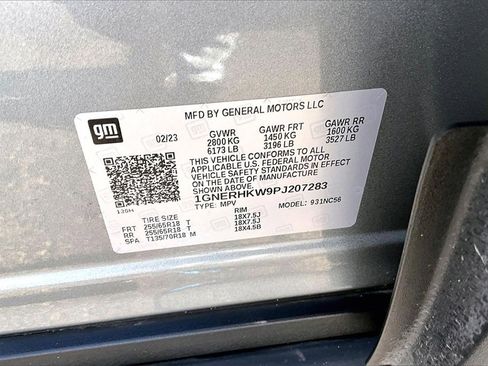 MFD BY GENERAL MOTORS LLC
gm
02/23 GVWR GAWR FRT GAWR RR
2800 KG 1450 KG 1600 KG
6173 LB 3196 LB 3527 LB
THIS VEHICLE CONFORMS TO ALL
APPLICABLE U.S. FEDERAL MOTOR
VEHICLE SAFETY STANDARDS IN EFFECT
ON THE DATE OF MANUFACTURE
SHOWN ABOVE.
1GNERHKW9PJ207283
TYPE: MPV MODEL: 931NC56
TIRE SIZE RIM
FRT 255/65R18 T 18X7.5J
RR 255/65R18 T 18X7.5J
SPA T135/70R18 M 18X4.5B